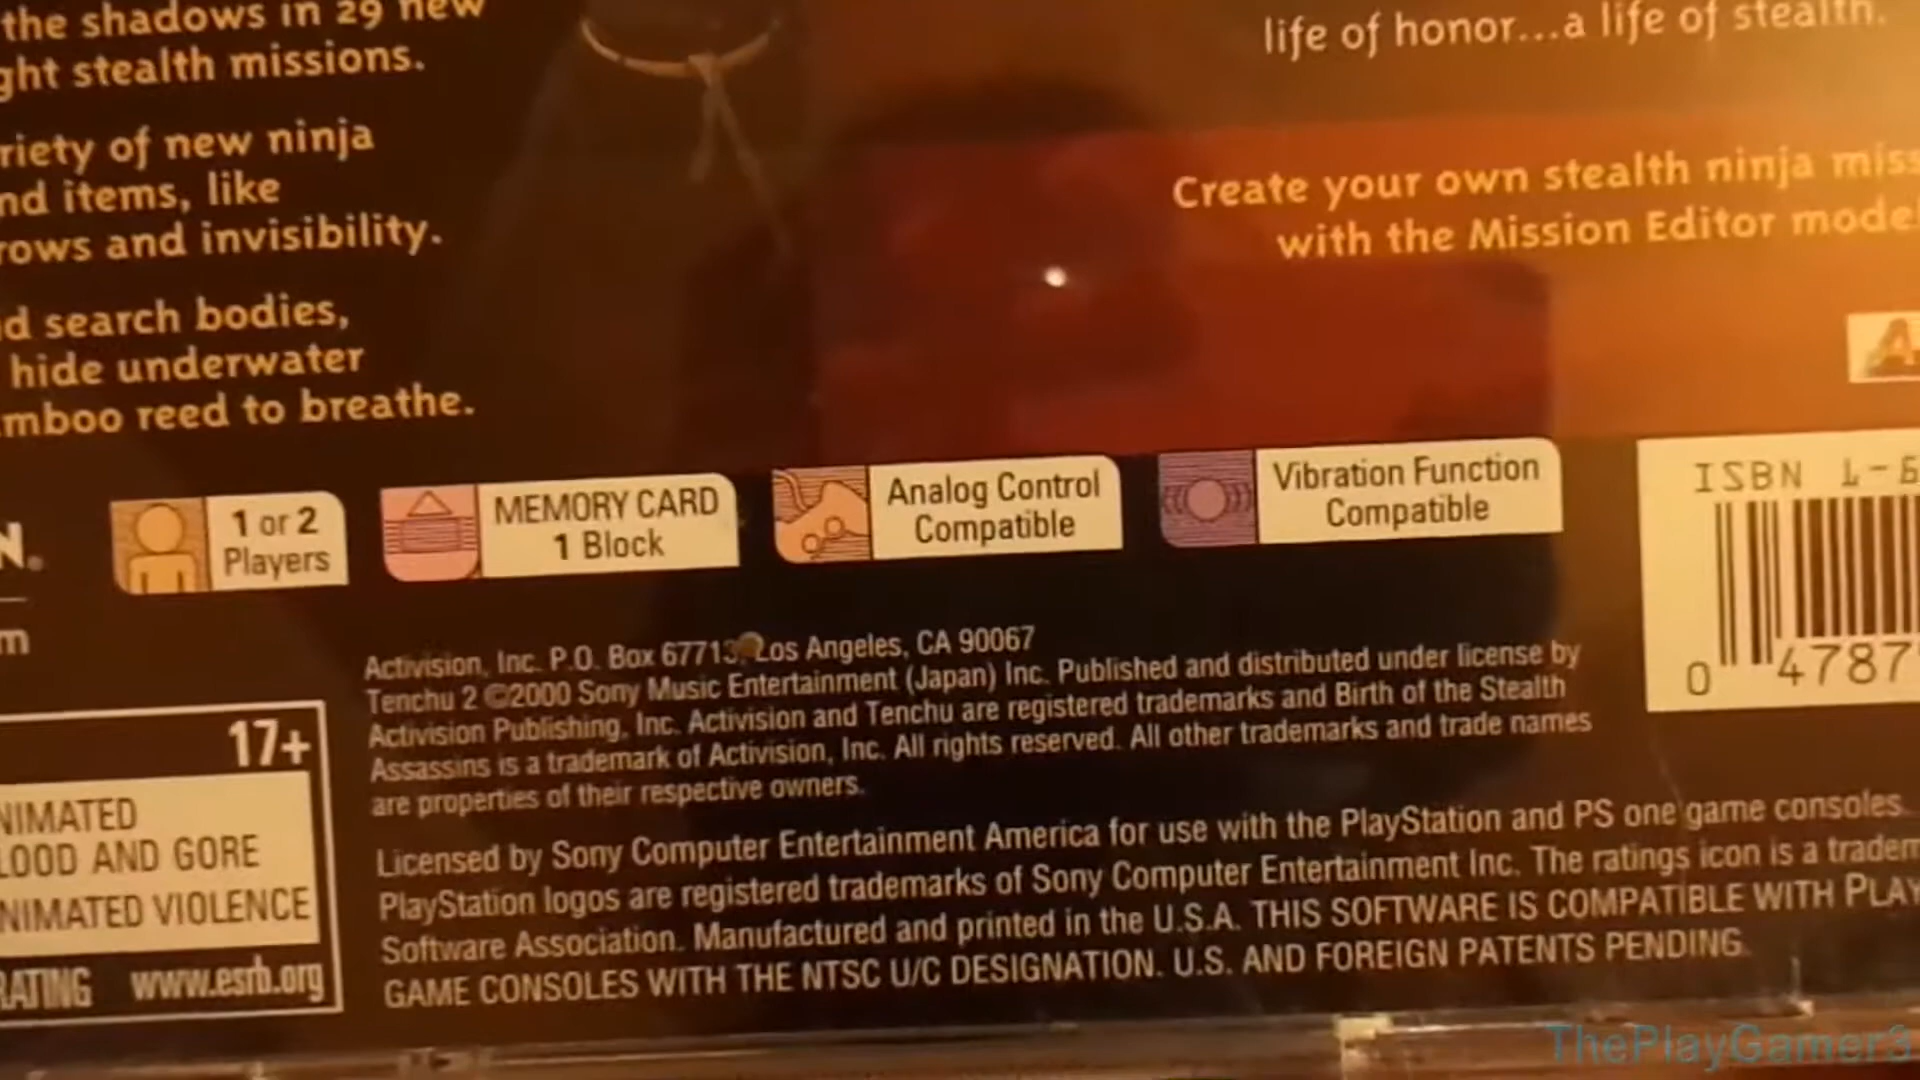 the shadows in 29 new
ght stealth missions.
riety of new ninja
nd items, like
rows and invisibility.
d search bodies,
hide underwater
mboo reed to breathe.
life of honor...a life of stealth.
Create your own stealth ninja miss
with the Mission Editor mode!
N.
m
1 or 2
Players
MEMORY CARD
1 Block
Analog Control
Compatible
Vibration Function
Compatible
ISBN 1-6
0 4787
17+
NIMATED
LOOD AND GORE
NIMATED VIOLENCE
RATING www.esrb.org
Activision, Inc. P.O. Box 67713, Los Angeles, CA 90067
Tenchu 2 ©2000 Sony Music Entertainment (Japan) Inc. Published and distributed under license by
Activision Publishing, Inc. Activision and Tenchu are registered trademarks and Birth of the Stealth
Assassins is a trademark of Activision, Inc. All rights reserved. All other trademarks and trade names
are properties of their respective owners.
Licensed by Sony Computer Entertainment America for use with the PlayStation and PS one game consoles.
PlayStation logos are registered trademarks of Sony Computer Entertainment Inc. The ratings icon is a tradem
Software Association. Manufactured and printed in the U.S.A. THIS SOFTWARE IS COMPATIBLE WITH PLAY
GAME CONSOLES WITH THE NTSC U/C DESIGNATION. U.S. AND FOREIGN PATENTS PENDING.
ThePlayGamer3